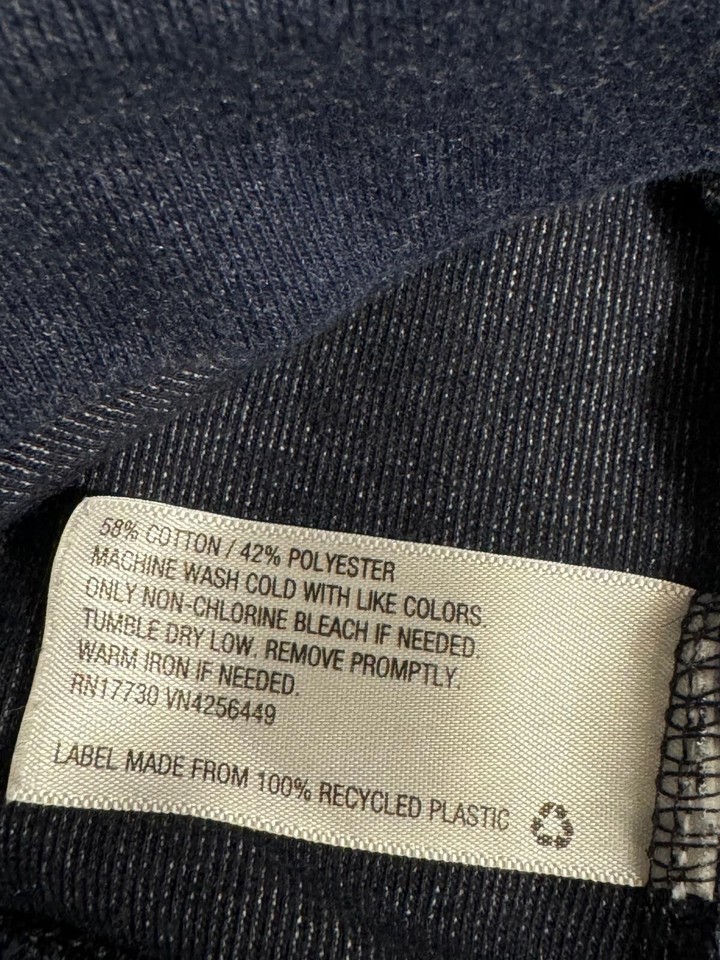 58% COTTON / 42% POLYESTER
MACHINE WASH COLD WITH LIKE COLORS.
ONLY NON-CHLORINE BLEACH IF NEEDED.
TUMBLE DRY LOW. REMOVE PROMPTLY.
WARM IRON IF NEEDED.
RN17730 VN4256449
LABEL MADE FROM 100% RECYCLED PLASTIC